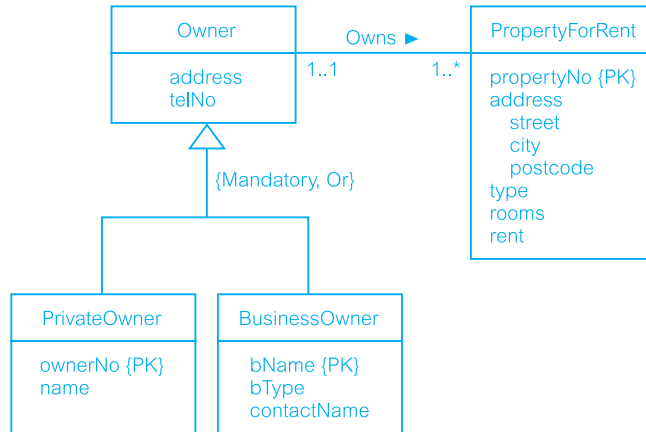 Owner
address
telNo
Owns ►
1..1
1..*
PropertyForRent
propertyNo {PK}
address
street
city
postcode
type
rooms
rent
{Mandatory, Or}
PrivateOwner
ownerNo {PK}
name
BusinessOwner
bName {PK}
bType
contactName